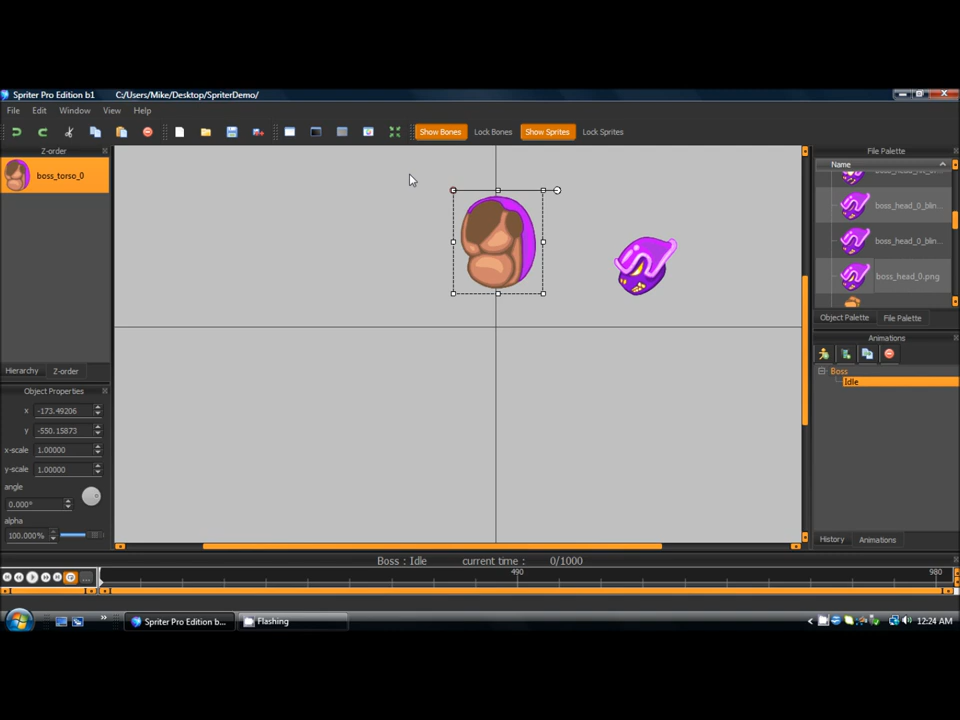 Spriter Pro Edition b1 C:/Users/Mike/Desktop/SpriterDemo/
File Edit Window View Help
Show Bones Lock Bones Show Sprites Lock Sprites
Z-order
boss_torso_0
Hierarchy Z-order
Object Properties
x -173.49206
y -550.15873
x-scale 1.00000
y-scale 1.00000
angle
0.000°
alpha
100.000%
File Palette
Name
boss_head_0_blin...
boss_head_0_blin...
boss_head_0.png
Object Palette File Palette
Animations
Boss
Idle
History Animations
Boss : Idle current time : 0/1000
490 980
Spriter Pro Edition b... Flashing 12:24 AM